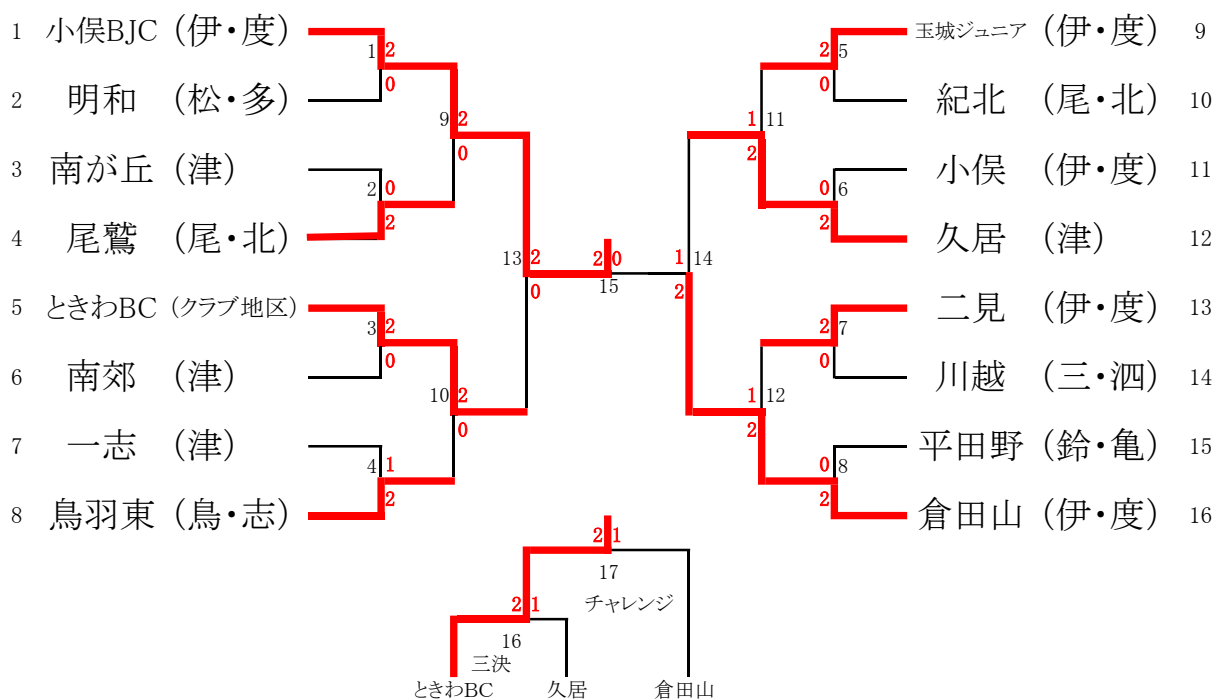 1 小俣BJC (伊・度)
2 明和 (松・多)
3 南が丘 (津)
4 尾鷲 (尾・北)
5 ときわBC (クラブ地区)
6 南郊 (津)
7 一志 (津)
8 鳥羽東 (鳥・志)
1 2
0
2 0
2
3 2
0
4 1
2
9 2
0
10 2
0
13 2
0
2 0
15
1 14
2
1 11
2
1 12
2
2 5
0
0 6
2
2 7
0
0 8
2
玉城ジュニア (伊・度) 9
紀北 (尾・北) 10
小俣 (伊・度) 11
久居 (津) 12
二見 (伊・度) 13
川越 (三・泗) 14
平田野 (鈴・亀) 15
倉田山 (伊・度) 16
2 1
17
チャレンジ
2 1
16
三決
ときわBC 久居 倉田山